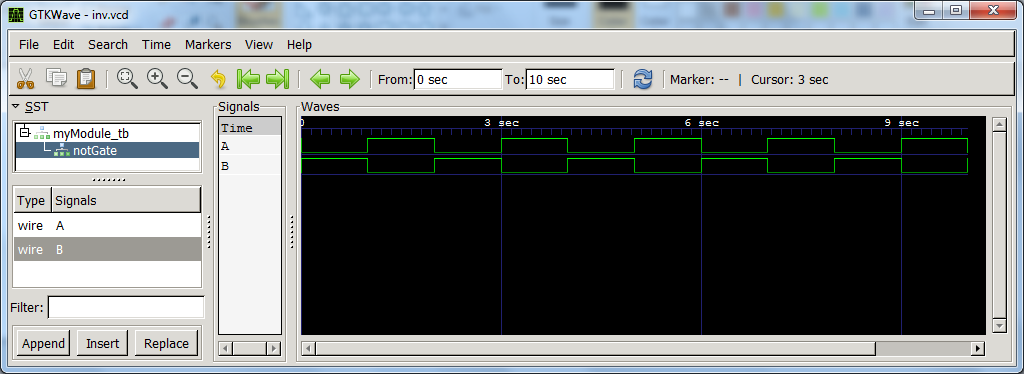 GTKWave - inv.vcd
File Edit Search Time Markers View Help
From: 0 sec To: 10 sec Marker: -- | Cursor: 3 sec
SST
myModule_tb
notGate
Type Signals
wire A
wire B
Filter:
Append Insert Replace
Signals
Time
A
B
Waves
0 3 sec 6 sec 9 sec